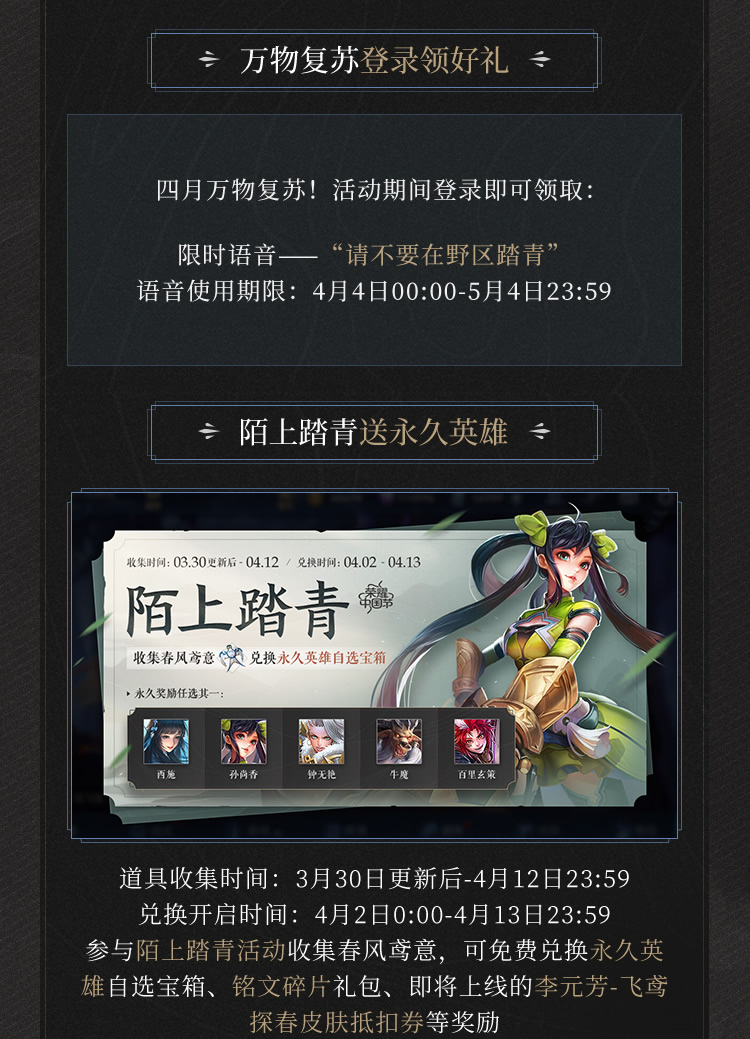 万物复苏登录领好礼
四月万物复苏！活动期间登录即可领取：
限时语音——“请不要在野区踏青”
语音使用期限：4月4日00:00-5月4日23:59
陌上踏青送永久英雄
收集时间：03.30更新后 - 04.12 / 兑换时间：04.02 - 04.13
陌上踏青
荣耀中国节
收集春风鸢意 兑换永久英雄自选宝箱
永久奖励任选其一：
西施 孙尚香 钟无艳 牛魔 百里玄策
道具收集时间：3月30日更新后-4月12日23:59
兑换开启时间：4月2日0:00-4月13日23:59
参与陌上踏青活动收集春风鸢意，可免费兑换永久英
雄自选宝箱、铭文碎片礼包、即将上线的李元芳-飞鸢
探春皮肤抵扣券等奖励